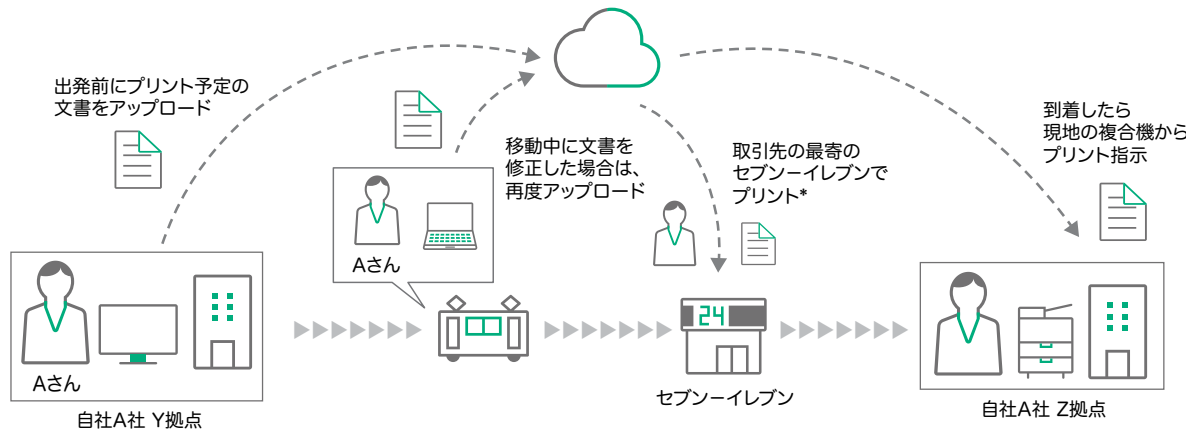 出発前にプリント予定の
文書をアップロード
移動中に文書を
修正した場合は、
再度アップロード
取引先の最寄の
セブン－イレブンで
プリント*
到着したら
現地の複合機から
プリント指示
Aさん
Aさん
24
セブン－イレブン
自社A社 Y拠点
自社A社 Z拠点